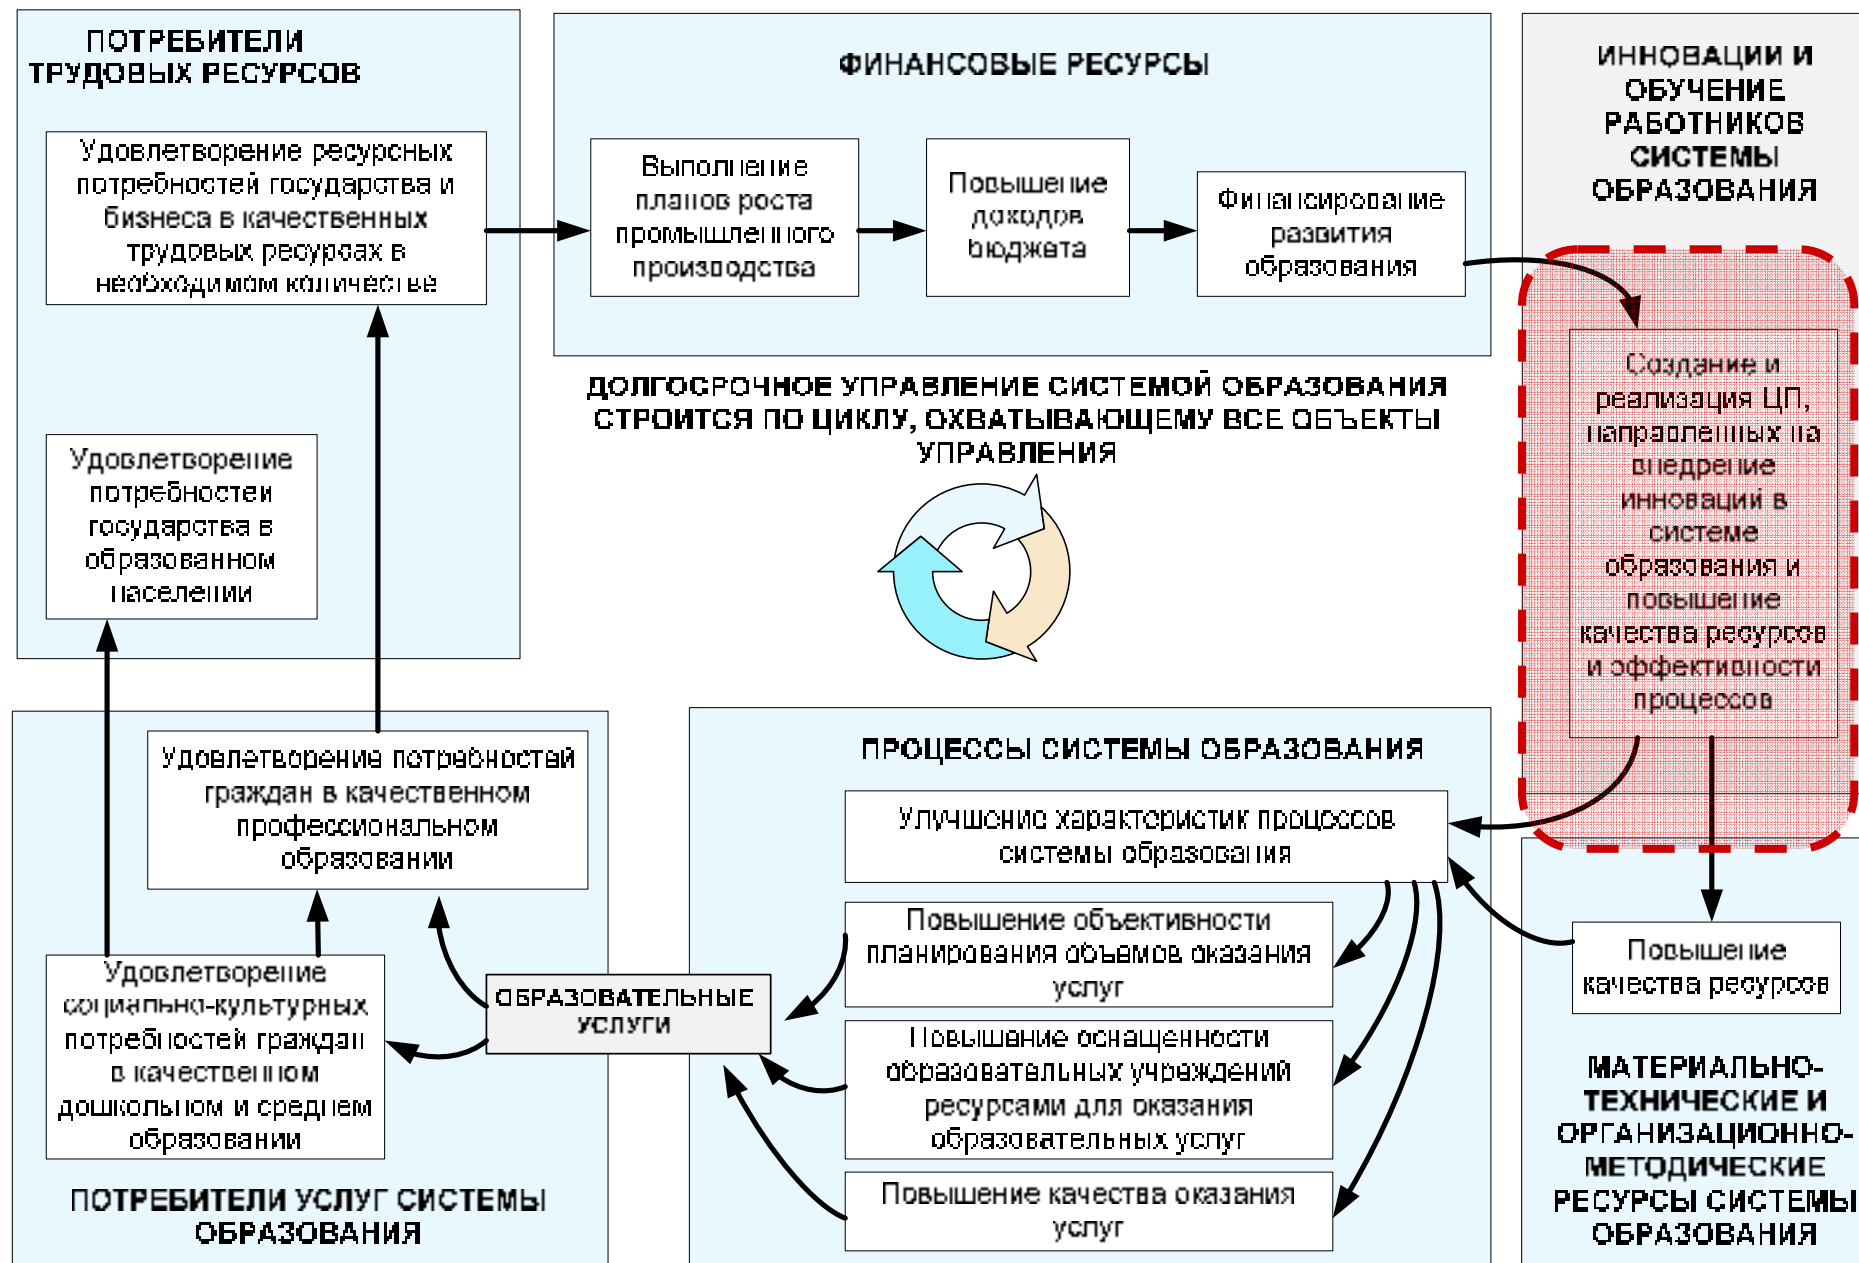 ПОТРЕБИТЕЛИ
ТРУДОВЫХ РЕСУРСОВ
Удовлетворение ресурсных
потребностей государства и
бизнеса в качественных
трудовых ресурсах в
необходимом количестве
Удовлетворение
потребностей
государства в
образованном
населении
ФИНАНСОВЫЕ РЕСУРСЫ
Выполнение
планов роста
промышленного
производства
Повышение
доходов
бюджета
Финансирование
развития
образования
ИННОВАЦИИ И
ОБУЧЕНИЕ
РАБОТНИКОВ
СИСТЕМЫ
ОБРАЗОВАНИЯ
Создание и
реализация ЦП,
направленных на
внедрение
инноваций в
системе
образования и
повышение
качества ресурсов
и эффективности
процессов
ДОЛГОСРОЧНОЕ УПРАВЛЕНИЕ СИСТЕМОЙ ОБРАЗОВАНИЯ
СТРОИТСЯ ПО ЦИКЛУ, ОХВАТЫВАЮЩЕМУ ВСЕ ОБЪЕКТЫ
УПРАВЛЕНИЯ
Удовлетворение потребностей
граждан в качественном
профессиональном
образовании
Удовлетворение
социально-культурных
потребностей граждан
в качественном
дошкольном и среднем
образовании
ПОТРЕБИТЕЛИ УСЛУГ СИСТЕМЫ
ОБРАЗОВАНИЯ
ОБРАЗОВАТЕЛЬНЫЕ
УСЛУГИ
ПРОЦЕССЫ СИСТЕМЫ ОБРАЗОВАНИЯ
Улучшение характеристик процессов
системы образования
Повышение объективности
планирования объемов оказания
услуг
Повышение оснащенности
образовательных учреждений
ресурсами для оказания
образовательных услуг
Повышение качества оказания
услуг
Повышение
качества ресурсов
МАТЕРИАЛЬНО-
ТЕХНИЧЕСКИЕ И
ОРГАНИЗАЦИОННО-
МЕТОДИЧЕСКИЕ
РЕСУРСЫ СИСТЕМЫ
ОБРАЗОВАНИЯ